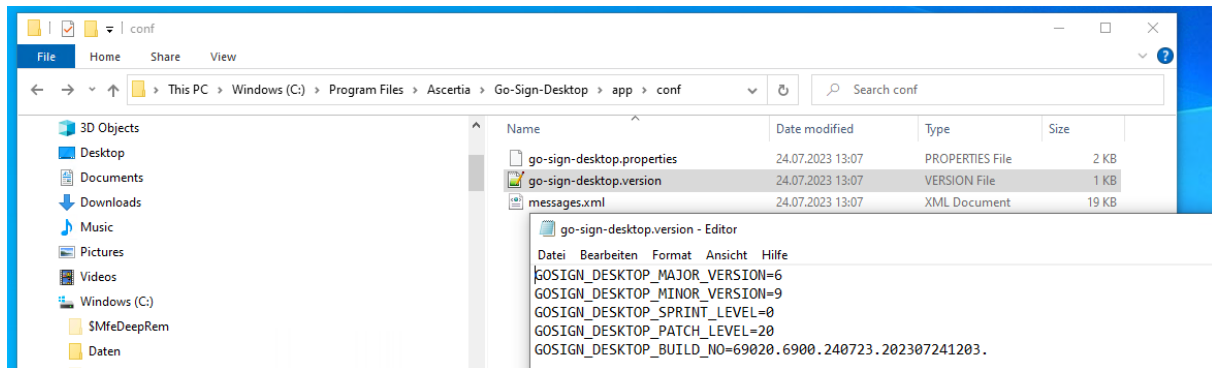 conf
File Home Share View
This PC > Windows (C:) > Program Files > Ascertia > Go-Sign-Desktop > app > conf
Search conf
3D Objects
Desktop
Documents
Downloads
Music
Pictures
Videos
Windows (C:)
$MfeDeepRem
Daten
Name Date modified Type Size
go-sign-desktop.properties 24.07.2023 13:07 PROPERTIES File 2 KB
go-sign-desktop.version 24.07.2023 13:07 VERSION File 1 KB
messages.xml 24.07.2023 13:07 XML Document 19 KB
go-sign-desktop.version - Editor
Datei Bearbeiten Format Ansicht Hilfe
GOSIGN_DESKTOP_MAJOR_VERSION=6
GOSIGN_DESKTOP_MINOR_VERSION=9
GOSIGN_DESKTOP_SPRINT_LEVEL=0
GOSIGN_DESKTOP_PATCH_LEVEL=20
GOSIGN_DESKTOP_BUILD_NO=69020.6900.240723.202307241203.